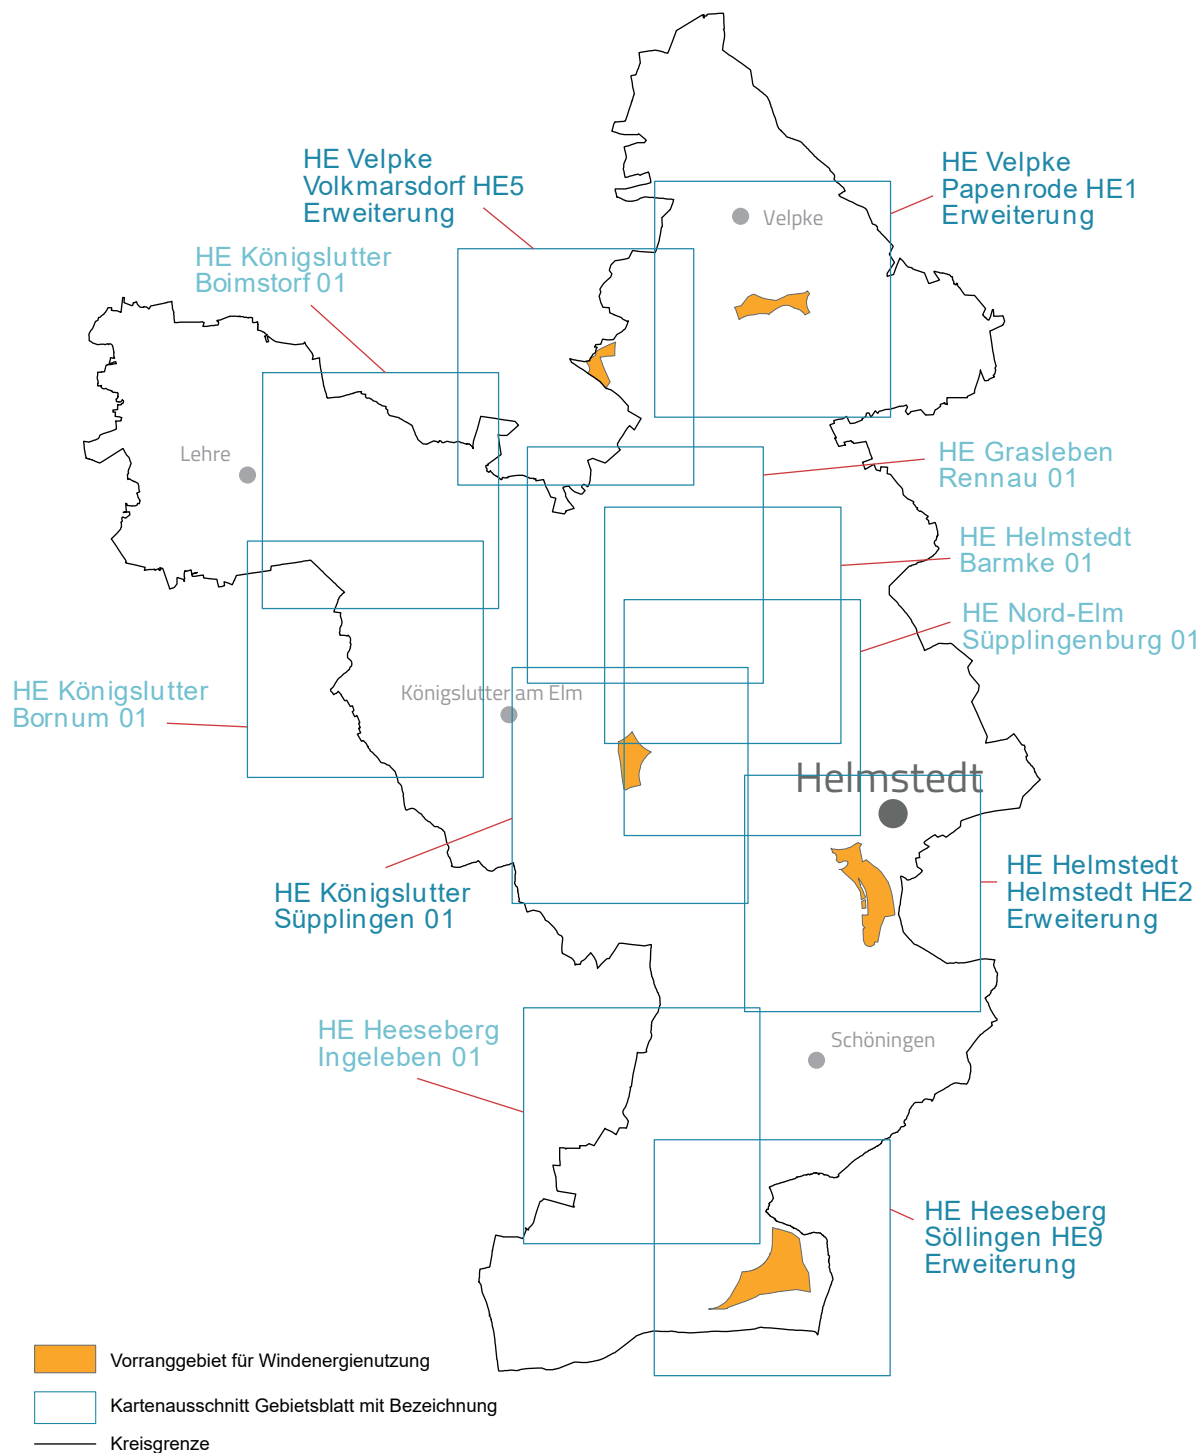 HE Velpke
Volkmarsdorf HE5
Erweiterung
HE Velpke
Papenrode HE1
Erweiterung
Velpke
HE Königslutter
Boimstorf 01
Lehre
HE Grasleben
Rennau 01
HE Helmstedt
Barmke 01
HE Nord-Elm
Süpplingenburg 01
HE Königslutter
Bornum 01
Königslutter am Elm
Helmstedt
HE Königslutter
Süpplingen 01
HE Helmstedt
Helmstedt HE2
Erweiterung
HE Heeseberg
Ingeleben 01
Schöningen
HE Heeseberg
Söllingen HE9
Erweiterung
Vorranggebiet für Windenergienutzung
Kartenausschnitt Gebietsblatt mit Bezeichnung
Kreisgrenze